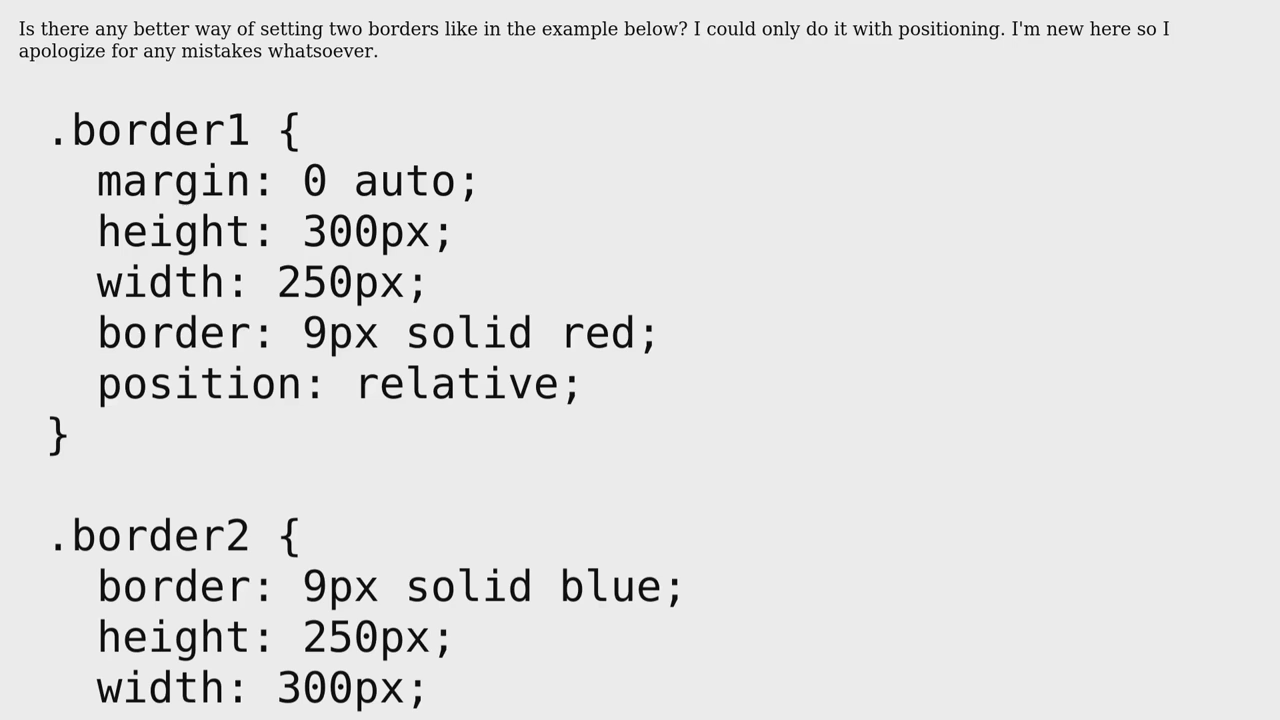 Is there any better way of setting two borders like in the example below? I could only do it with positioning. I'm new here so I
apologize for any mistakes whatsoever.
.border1 {
  margin: 0 auto;
  height: 300px;
  width: 250px;
  border: 9px solid red;
  position: relative;
}
.border2 {
  border: 9px solid blue;
  height: 250px;
  width: 300px;